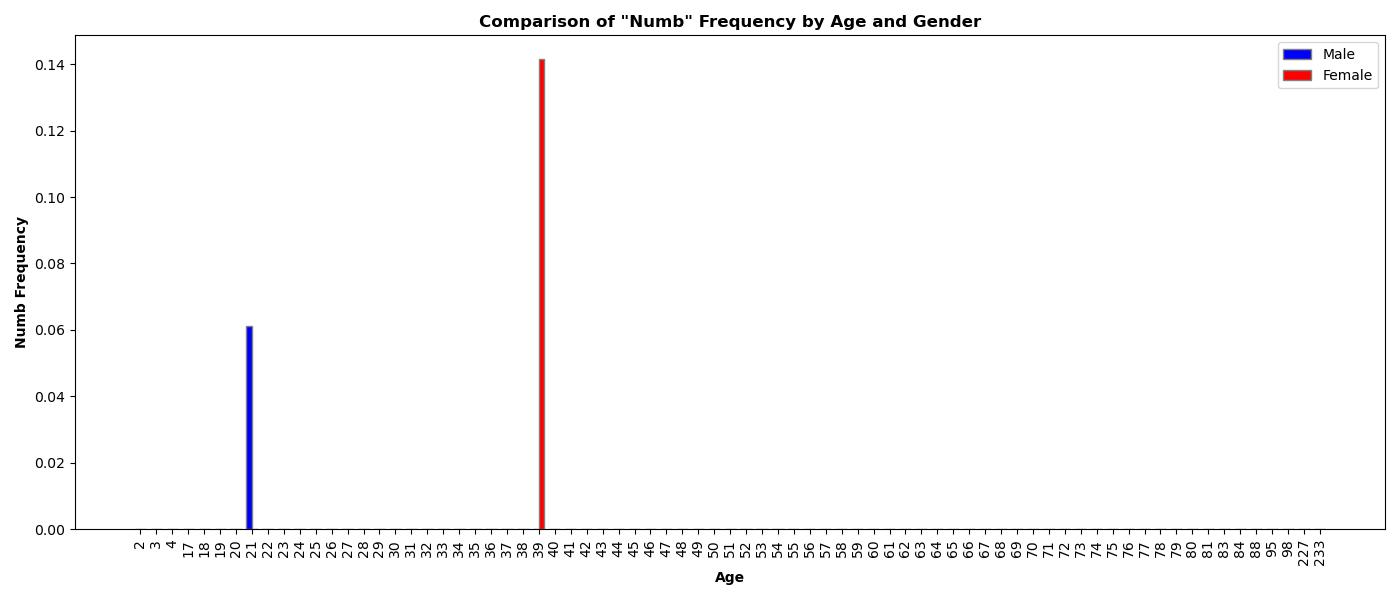 Comparison of "Numb" Frequency by Age and Gender
Male
Female
Numb Frequency
0.14
0.12
0.10
0.08
0.06
0.04
0.02
0.00
2 3 4 17 18 19 20 21 22 23 24 25 26 27 28 29 30 31 32 33 34 35 36 37 38 39 40 41 42 43 44 45 46 47 48 49 50 51 52 53 54 55 56 57 58 59 60 61 62 63 64 65 66 67 68 69 70 71 72 73 74 75 76 77 78 79 80 81 83 84 88 95 98 227 233
Age